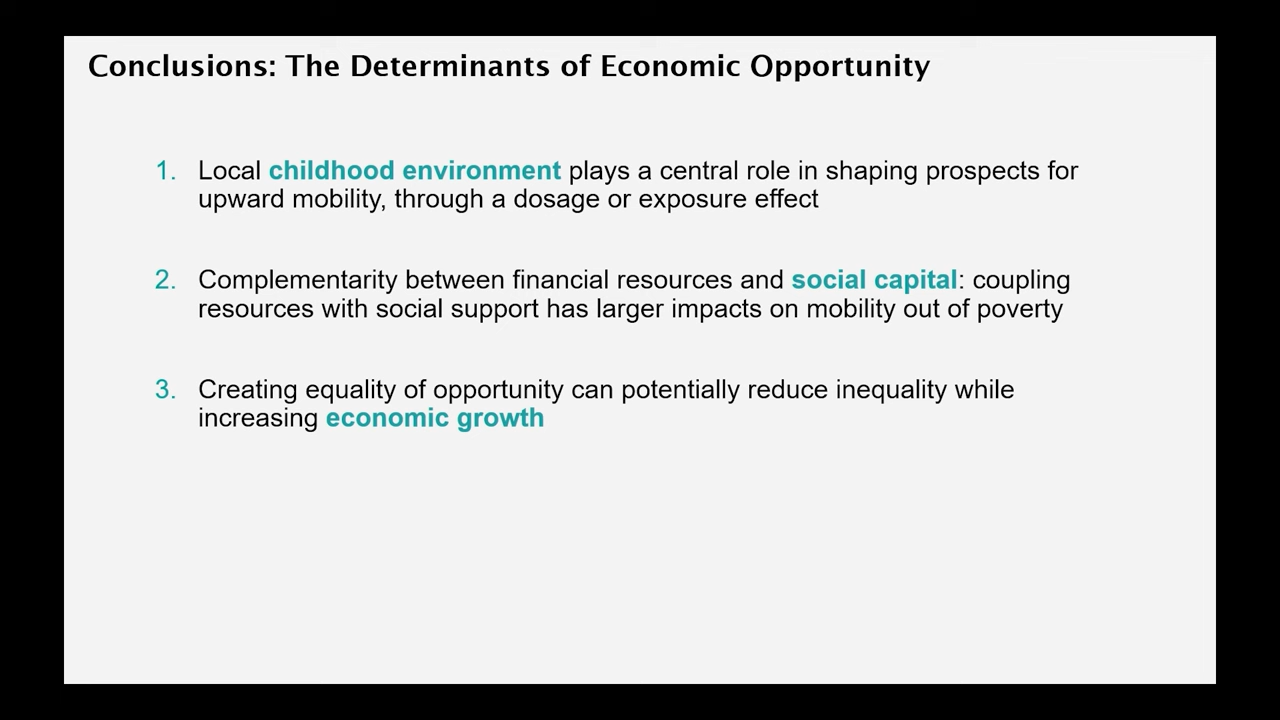 Conclusions: The Determinants of Economic Opportunity
1. Local childhood environment plays a central role in shaping prospects for
upward mobility, through a dosage or exposure effect
2. Complementarity between financial resources and social capital: coupling
resources with social support has larger impacts on mobility out of poverty
3. Creating equality of opportunity can potentially reduce inequality while
increasing economic growth